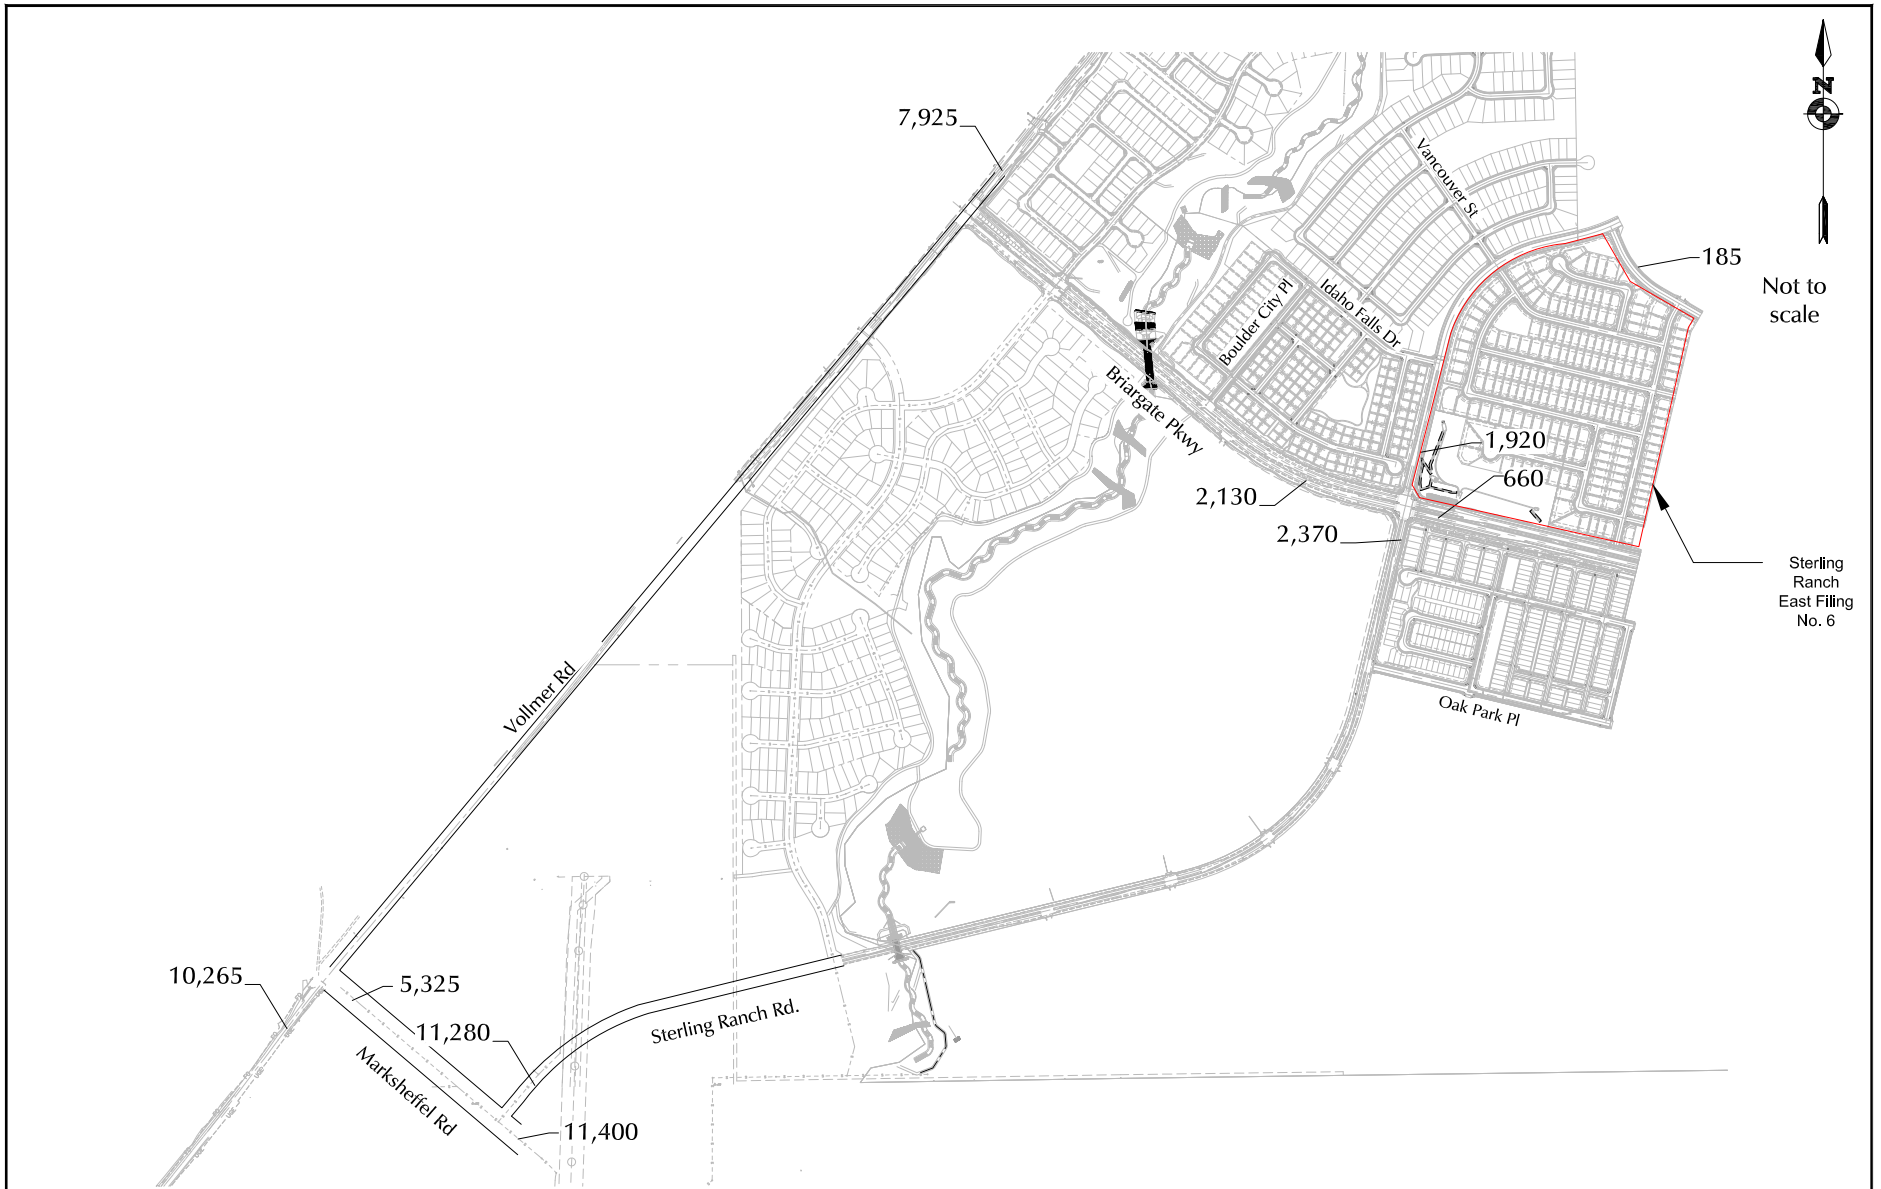 N
Not to
scale
7,925
Vancouver St
185
Idaho Falls Dr
Boulder City Pl
Briargate Pkwy
1,920
660
2,130
2,370
Sterling
Ranch
East Filing
No. 6
Oak Park Pl
Vollmer Rd
10,265
5,325
11,280
Sterling Ranch Rd.
Marksheffel Rd
11,400